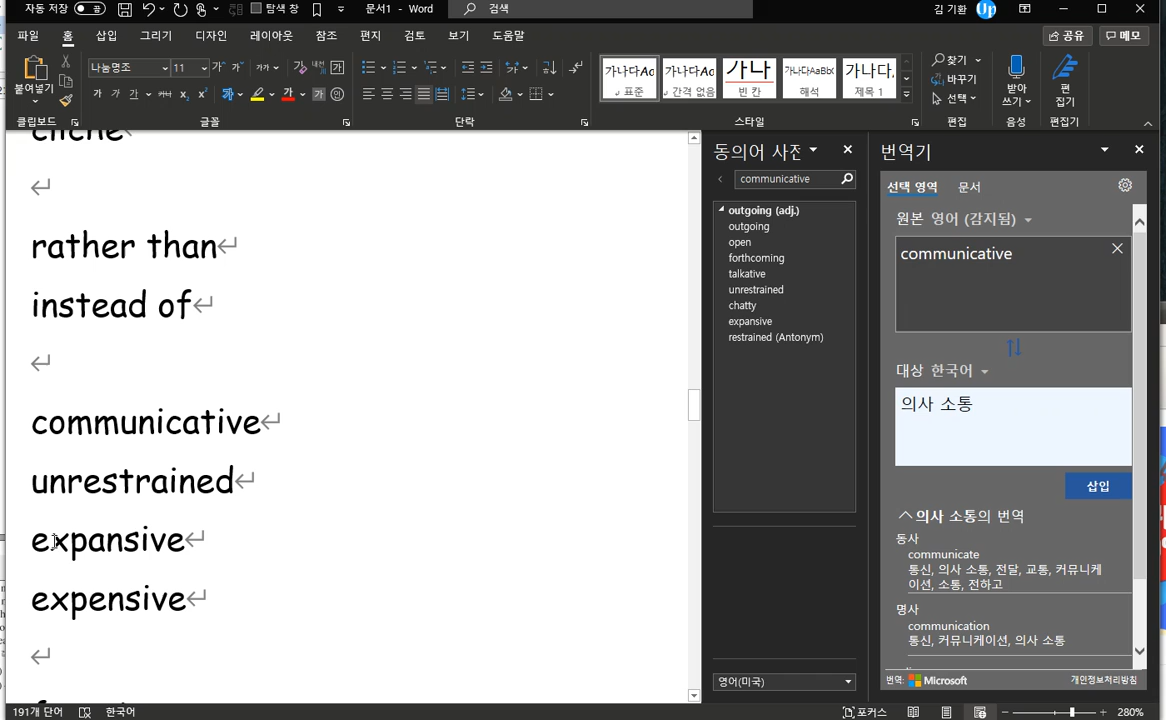 자동 저장 끔 탐색 창 문서1 - Word 검색 김 기환
파일 홈 삽입 그리기 디자인 레이아웃 참조 편지 검토 보기 도움말 공유 메모
붙여넣기
나눔명조 11
가나다Aa 가나다Aa 가나 가나다AaBbC 가나다.
표준 간격 없음 빈 칸 해석 제목 1
찾기
바꾸기
선택
받아
쓰기
편
집기
클립보드 글꼴 단락 스타일 편집 음성 편집기
cliche
rather than
instead of
communicative
unrestrained
expansive
expensive
동의어 사전
communicative
outgoing (adj.)
outgoing
open
forthcoming
talkative
unrestrained
chatty
expansive
restrained (Antonym)
영어(미국)
번역기
선택 영역 문서
원본 영어 (감지됨)
communicative
대상 한국어
의사 소통
삽입
의사 소통의 번역
동사
communicate
통신, 의사 소통, 전달, 교통, 커뮤니케
이션, 소통, 전하고
명사
communication
통신, 커뮤니케이션, 의사 소통
번역: Microsoft 개인정보처리방침
191개 단어 한국어 포커스 280%